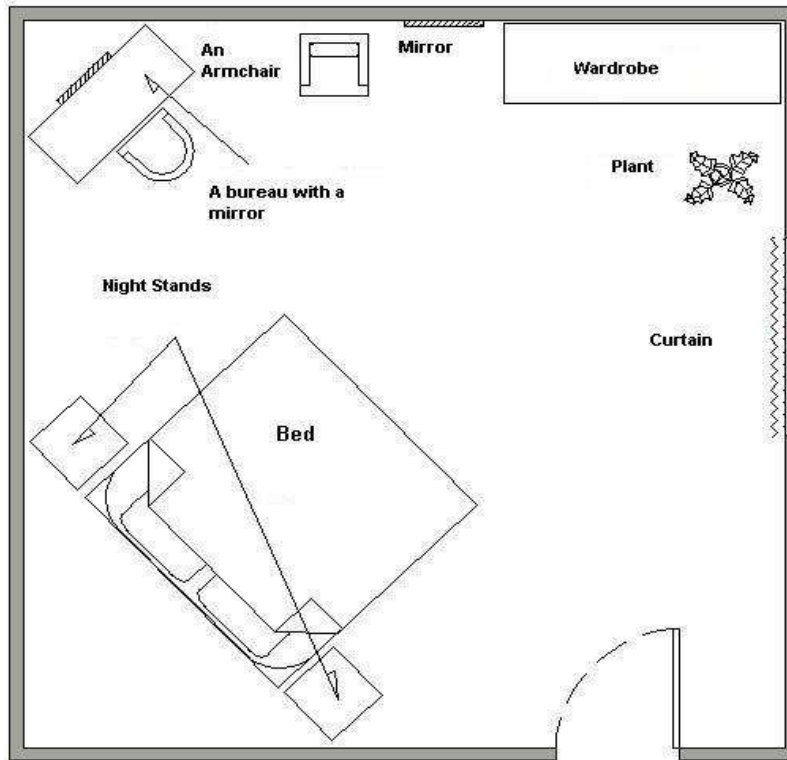 An
Armchair
Mirror
Wardrobe
Plant
A bureau with a
mirror
Night Stands
Curtain
Bed